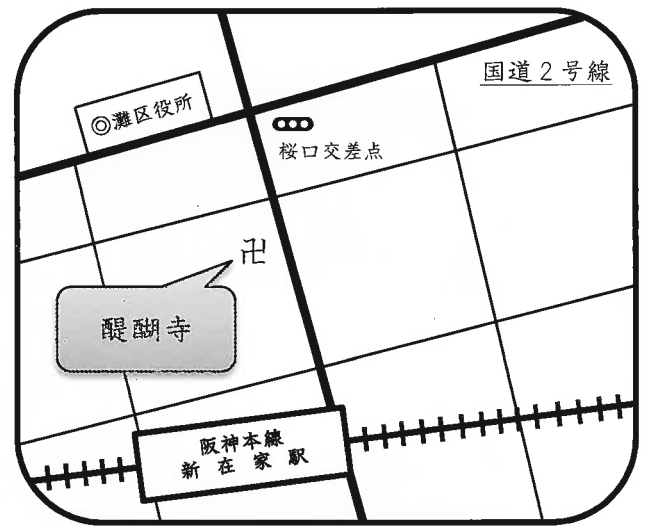 国道2号線
◎灘区役所
桜口交差点
卍
醍醐寺
阪神本線
新在家駅